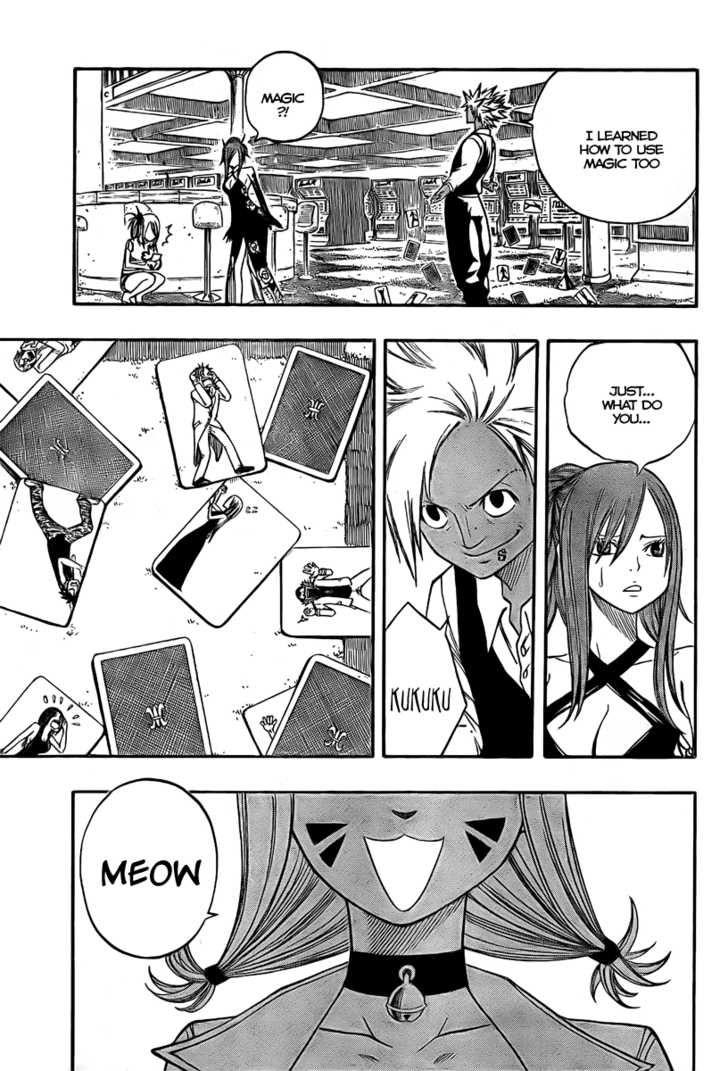 I LEARNED
HOW TO USE
MAGIC TOO
MAGIC
?!
JUST...
WHAT DO
YOU...
KUKUKU
MEOW